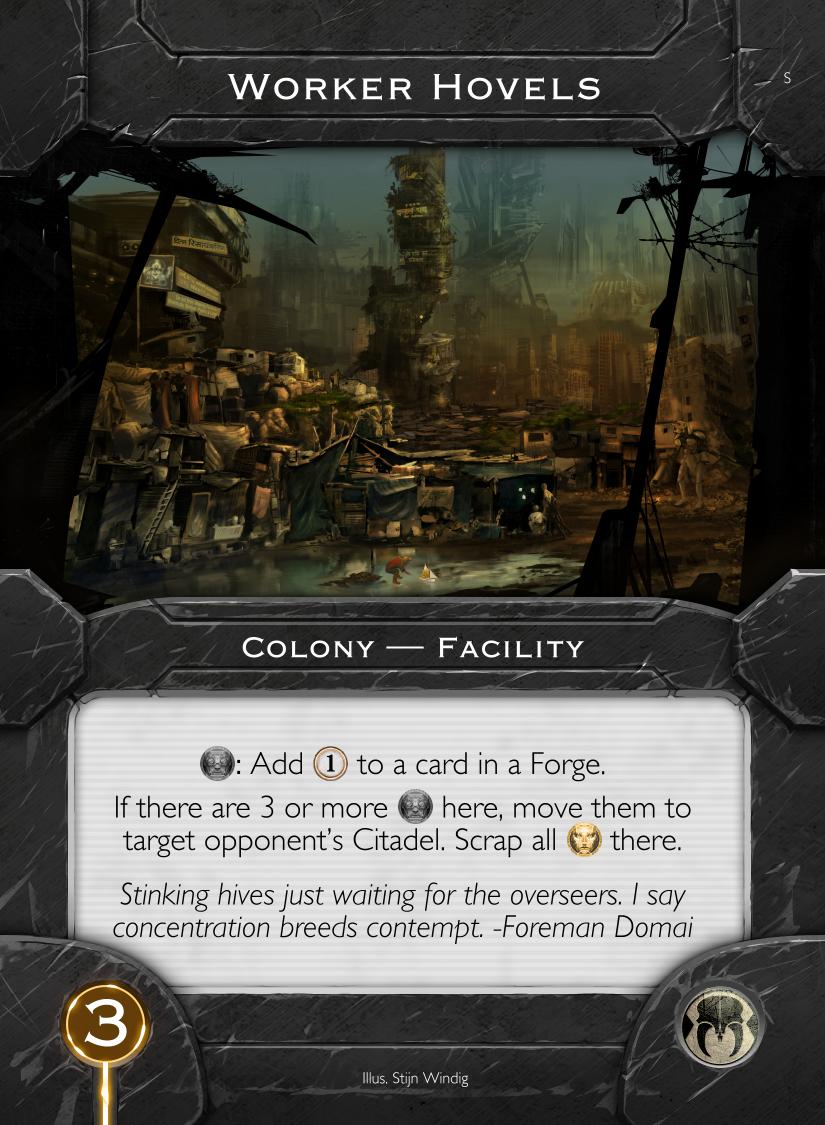 Worker Hovels
S
Colony — Facility
: Add 1 to a card in a Forge.
If there are 3 or more here, move them to
target opponent's Citadel. Scrap all there.
Stinking hives just waiting for the overseers. I say
concentration breeds contempt. -Foreman Domai
3
Illus. Stijn Windig